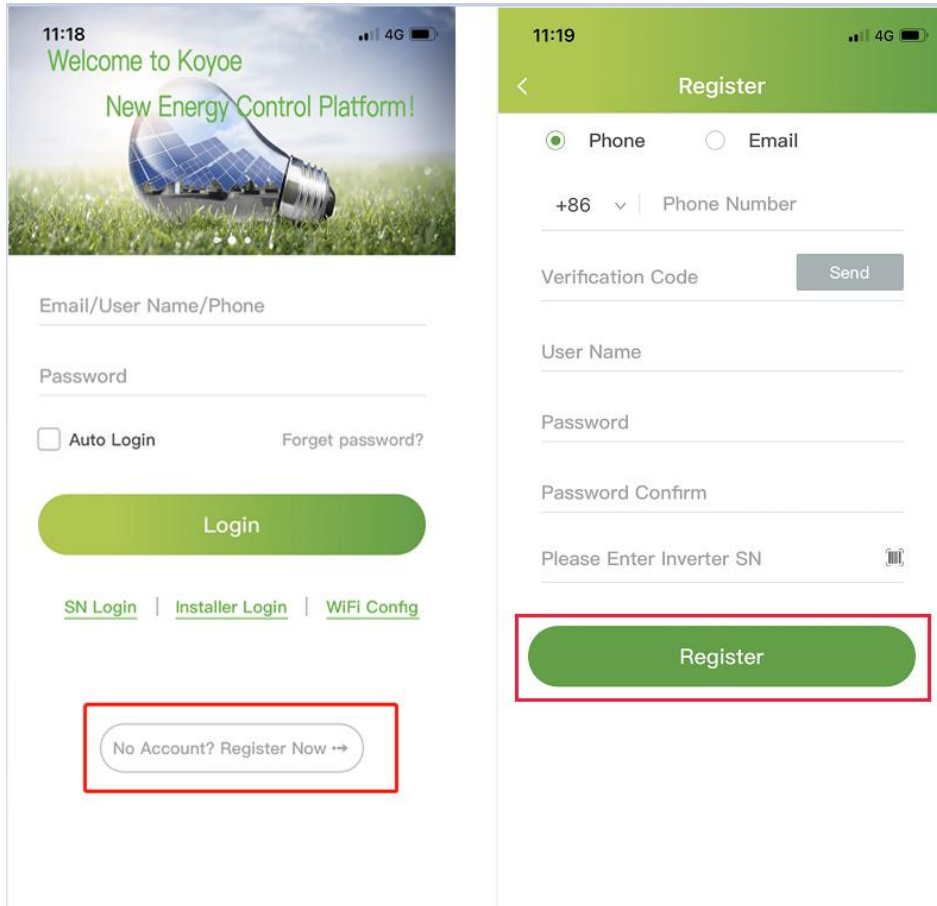 11:18
4G
Welcome to Koyoe
New Energy Control Platform!
Email/User Name/Phone
Password
Auto Login
Forget password?
Login
SN Login | Installer Login | WiFi Config
No Account? Register Now
11:19
4G
Register
Phone
Email
+86
Phone Number
Verification Code
Send
User Name
Password
Password Confirm
Please Enter Inverter SN
Register